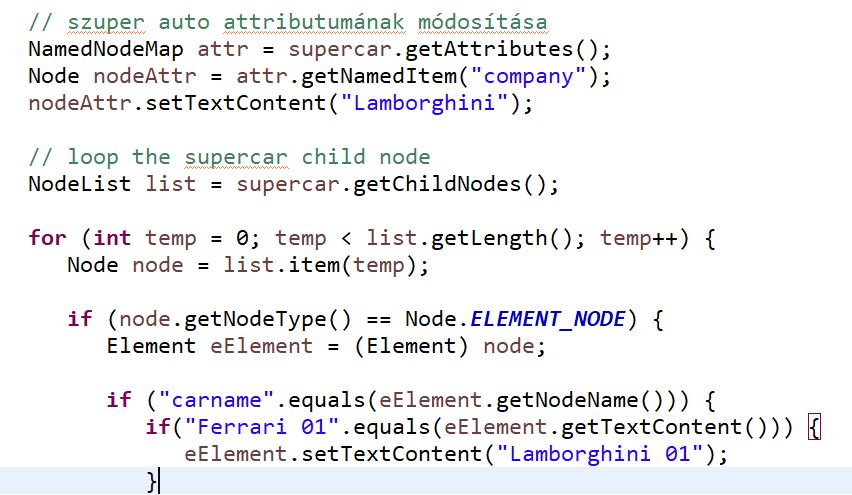 // szuper auto attributumának módosítása
NamedNodeMap attr = supercar.getAttributes();
Node nodeAttr = attr.getNamedItem("company");
nodeAttr.setTextContent("Lamborghini");
// loop the supercar child node
NodeList list = supercar.getChildNodes();
for (int temp = 0; temp < list.getLength(); temp++) {
Node node = list.item(temp);
if (node.getNodeType() == Node.ELEMENT_NODE) {
Element eElement = (Element) node;
if ("carname".equals(eElement.getNodeName())) {
if("Ferrari 01".equals(eElement.getTextContent())) {
eElement.setTextContent("Lamborghini 01");
}